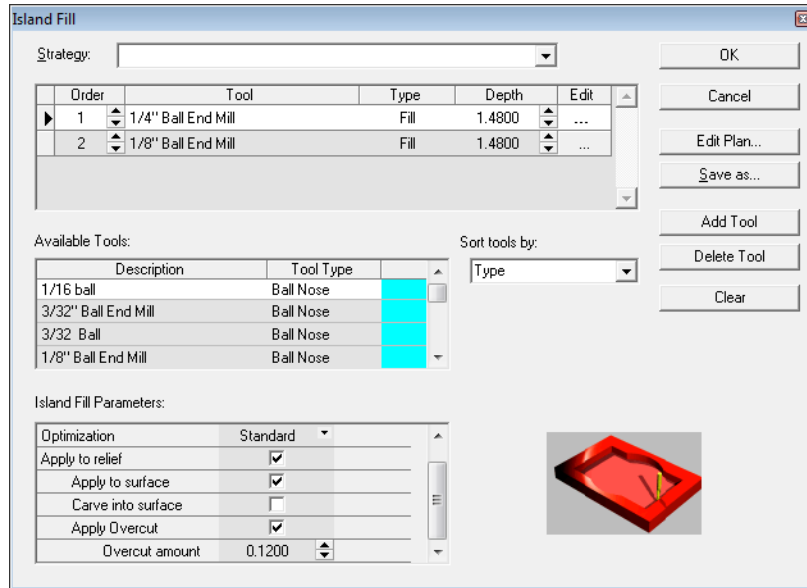 Island Fill
Strategy:
OK
Order Tool Type Depth Edit
Cancel
1 1/4" Ball End Mill Fill 1.4800 ...
2 1/8" Ball End Mill Fill 1.4800 ...
Edit Plan...
Save as...
Add Tool
Available Tools:
Sort tools by:
Delete Tool
Description Tool Type
Type
1/16 ball Ball Nose
Clear
3/32" Ball End Mill Ball Nose
3/32 Ball Ball Nose
1/8" Ball End Mill Ball Nose
Island Fill Parameters:
Optimization Standard
Apply to relief
Apply to surface
Carve into surface
Apply Overcut
Overcut amount 0.1200